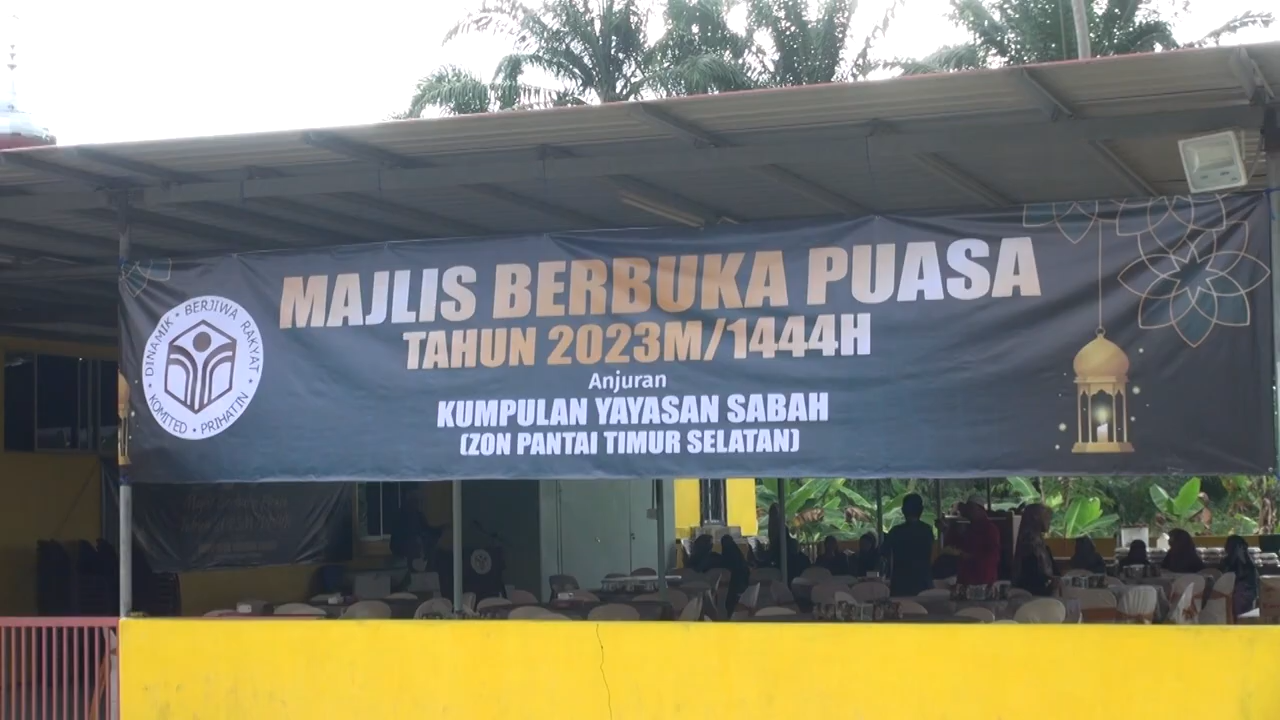 MAJLIS BERBUKA PUASA
TAHUN 2023M/1444H
Anjuran
KUMPULAN YAYASAN SABAH
(ZON PANTAI TIMUR SELATAN)
DINAMIK • BERJIWA RAKYAT • KOMITED • PRIHATIN •